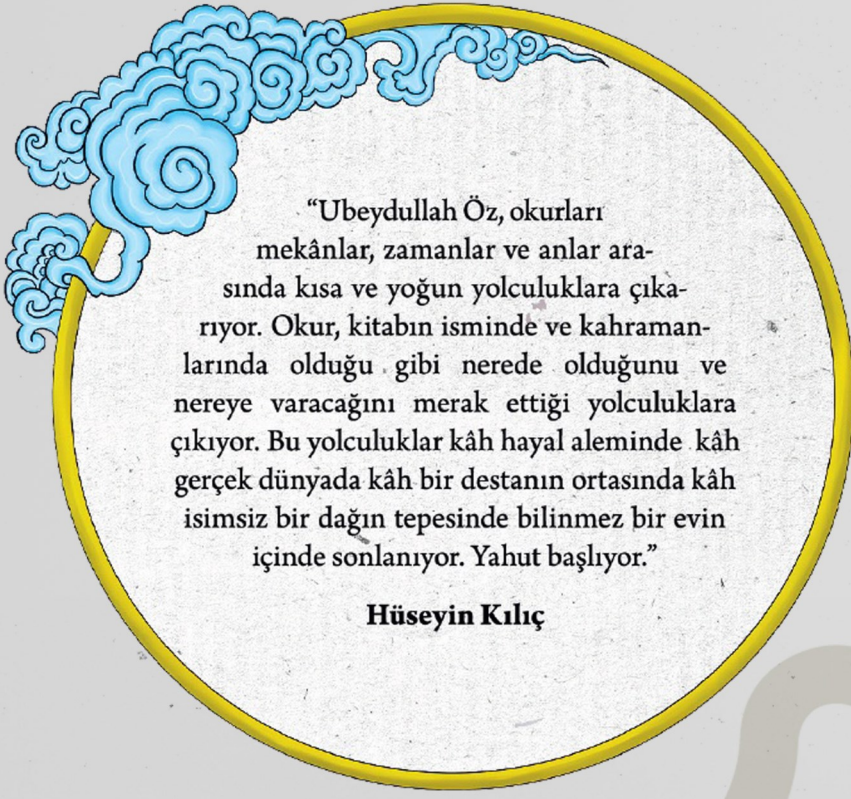 “Ubeydullah Öz, okurları
mekânlar, zamanlar ve anlar ara-
sında kısa ve yoğun yolculuklara çıka-
rıyor. Okur, kitabın isminde ve kahraman-
larında olduğu gibi nerede olduğunu ve
nereye varacağını merak ettiği yolculuklara
çıkıyor. Bu yolculuklar kâh hayal aleminde kâh
gerçek dünyada kâh bir destanın ortasında kâh
isimsiz bir dağın tepesinde bilinmez bir evin
içinde sonlanıyor. Yahut başlıyor.”
Hüseyin Kılıç